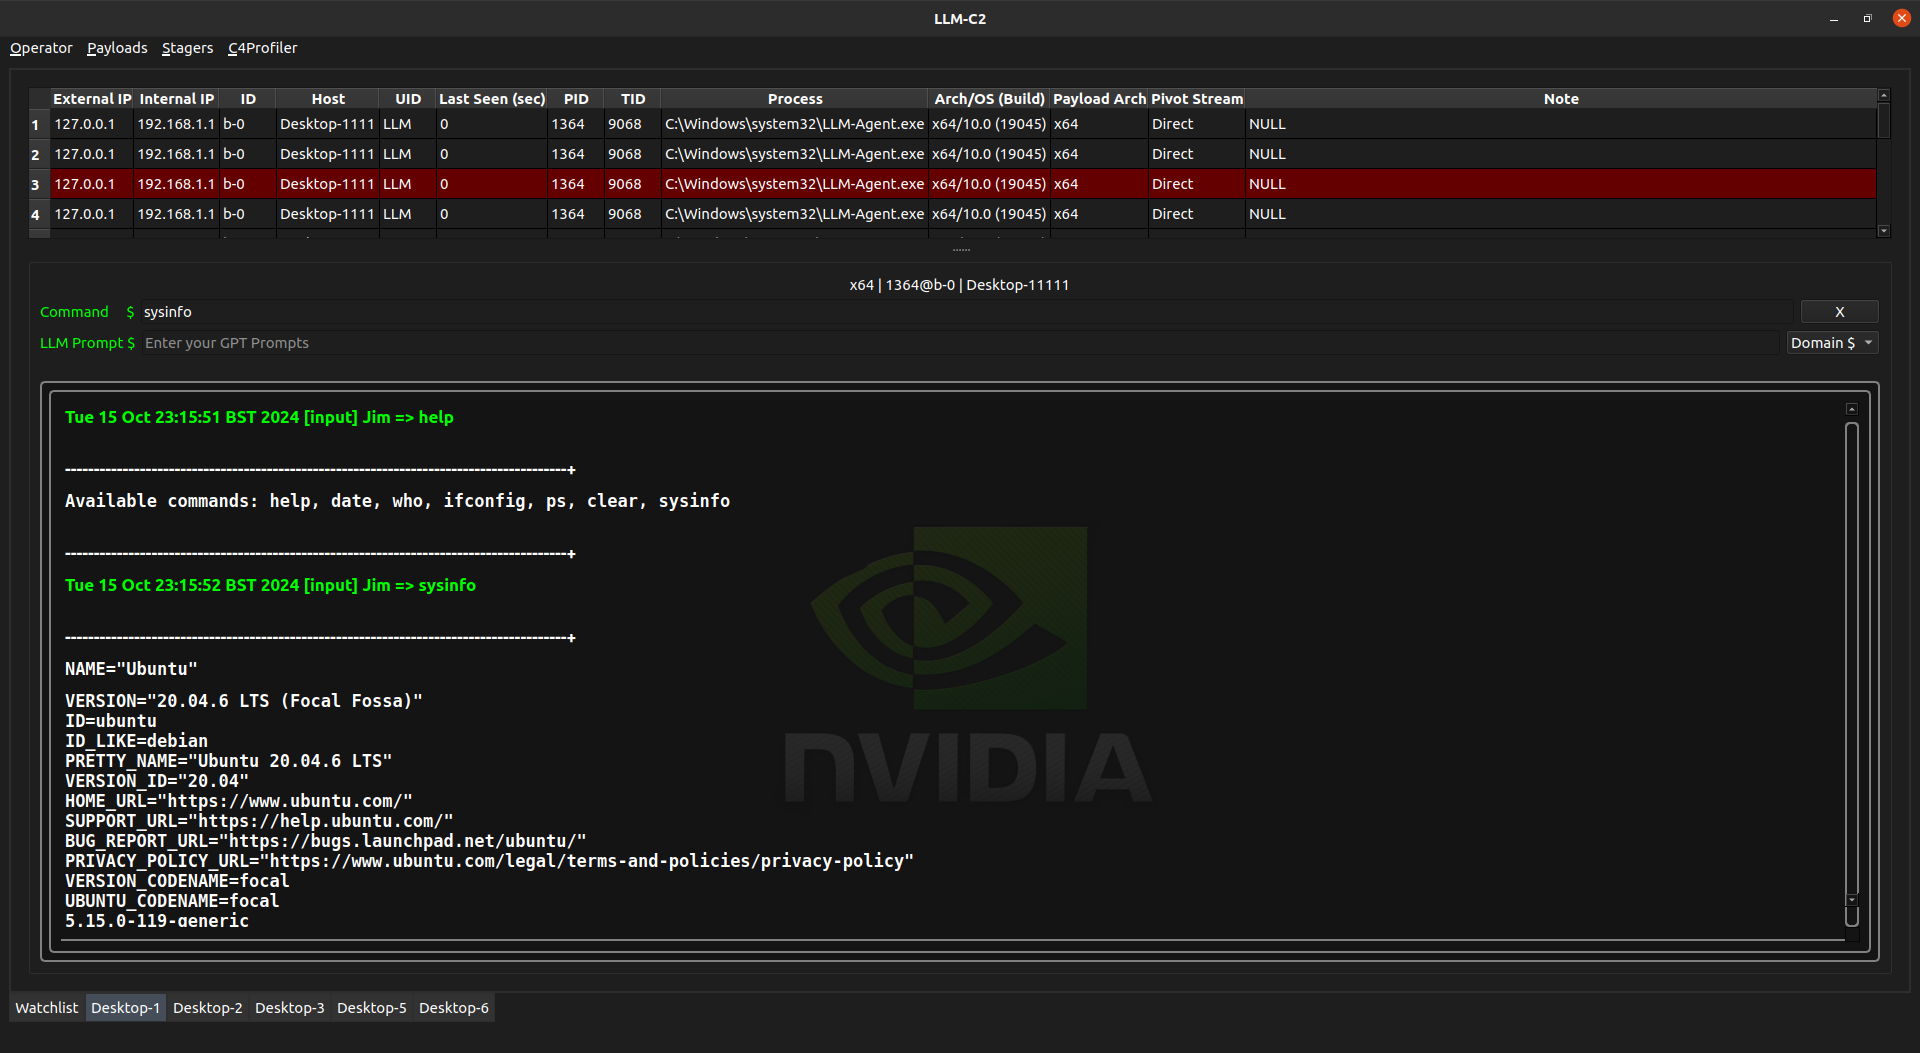 LLM-C2
Operator Payloads Stagers C4Profiler
External IP Internal IP ID Host UID Last Seen (sec) PID TID Process Arch/OS (Build) Payload Arch Pivot Stream Note
1 127.0.0.1 192.168.1.1 b-0 Desktop-1111 LLM 0 1364 9068 C:\Windows\system32\LLM-Agent.exe x64/10.0 (19045) x64 Direct NULL
2 127.0.0.1 192.168.1.1 b-0 Desktop-1111 LLM 0 1364 9068 C:\Windows\system32\LLM-Agent.exe x64/10.0 (19045) x64 Direct NULL
3 127.0.0.1 192.168.1.1 b-0 Desktop-1111 LLM 0 1364 9068 C:\Windows\system32\LLM-Agent.exe x64/10.0 (19045) x64 Direct NULL
4 127.0.0.1 192.168.1.1 b-0 Desktop-1111 LLM 0 1364 9068 C:\Windows\system32\LLM-Agent.exe x64/10.0 (19045) x64 Direct NULL
x64 | 1364@b-0 | Desktop-11111
Command $ sysinfo X
LLM Prompt $ Enter your GPT Prompts Domain $
Tue 15 Oct 23:15:51 BST 2024 [input] Jim => help
------------------------------------------------------------------------------------+
Available commands: help, date, who, ifconfig, ps, clear, sysinfo
------------------------------------------------------------------------------------+
Tue 15 Oct 23:15:52 BST 2024 [input] Jim => sysinfo
------------------------------------------------------------------------------------+
NAME="Ubuntu"
VERSION="20.04.6 LTS (Focal Fossa)"
ID=ubuntu
ID_LIKE=debian
PRETTY_NAME="Ubuntu 20.04.6 LTS"
VERSION_ID="20.04"
HOME_URL="https://www.ubuntu.com/"
SUPPORT_URL="https://help.ubuntu.com/"
BUG_REPORT_URL="https://bugs.launchpad.net/ubuntu/"
PRIVACY_POLICY_URL="https://www.ubuntu.com/legal/terms-and-policies/privacy-policy"
VERSION_CODENAME=focal
UBUNTU_CODENAME=focal
5.15.0-119-generic
NVIDIA
Watchlist Desktop-1 Desktop-2 Desktop-3 Desktop-5 Desktop-6